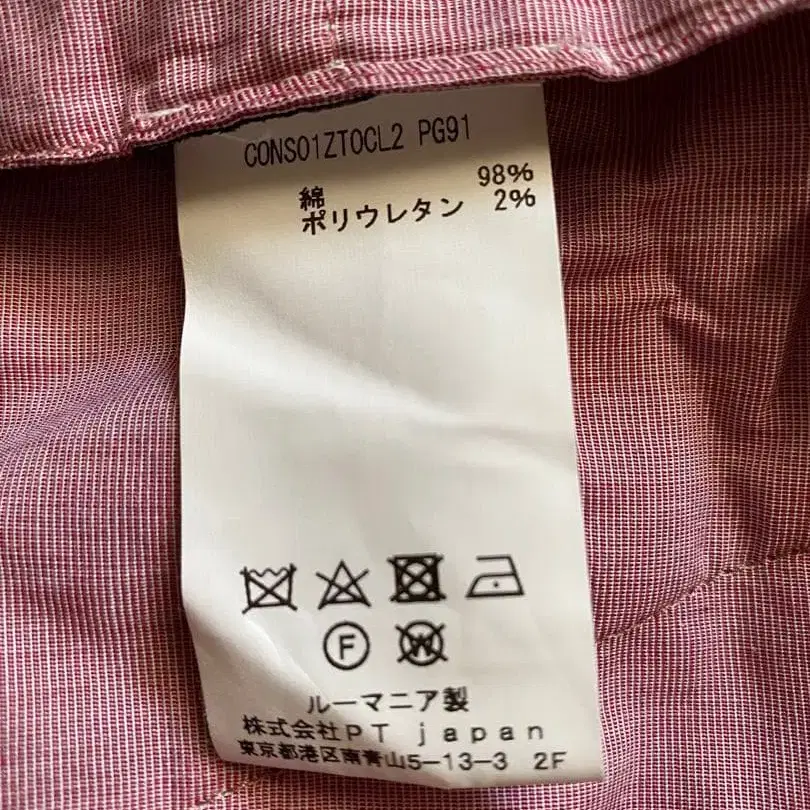 CONS01ZT0CL2 PG91
綿 98%
ポリウレタン 2%
F W
ルーマニア製
株式会社PT japan
東京都港区南青山5-13-3 2F